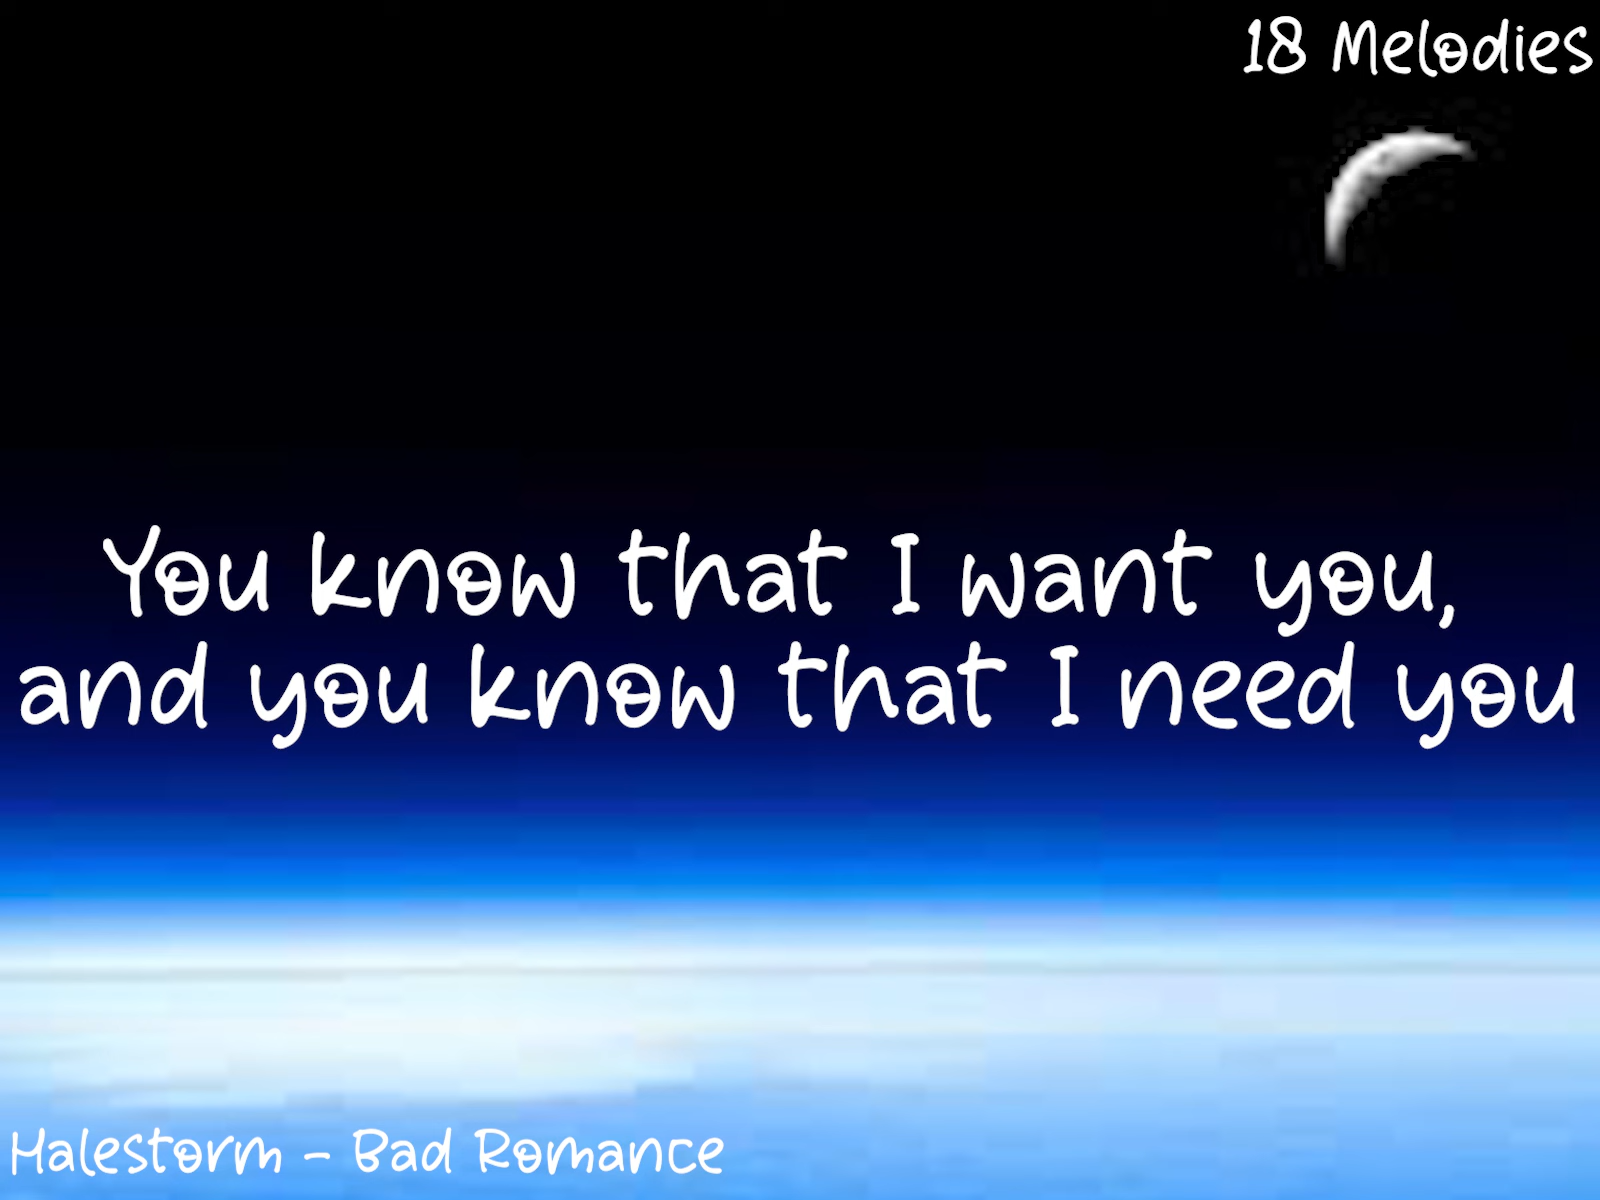 18 Melodies
You know that I want you,
and you know that I need you
Halestorm - Bad Romance